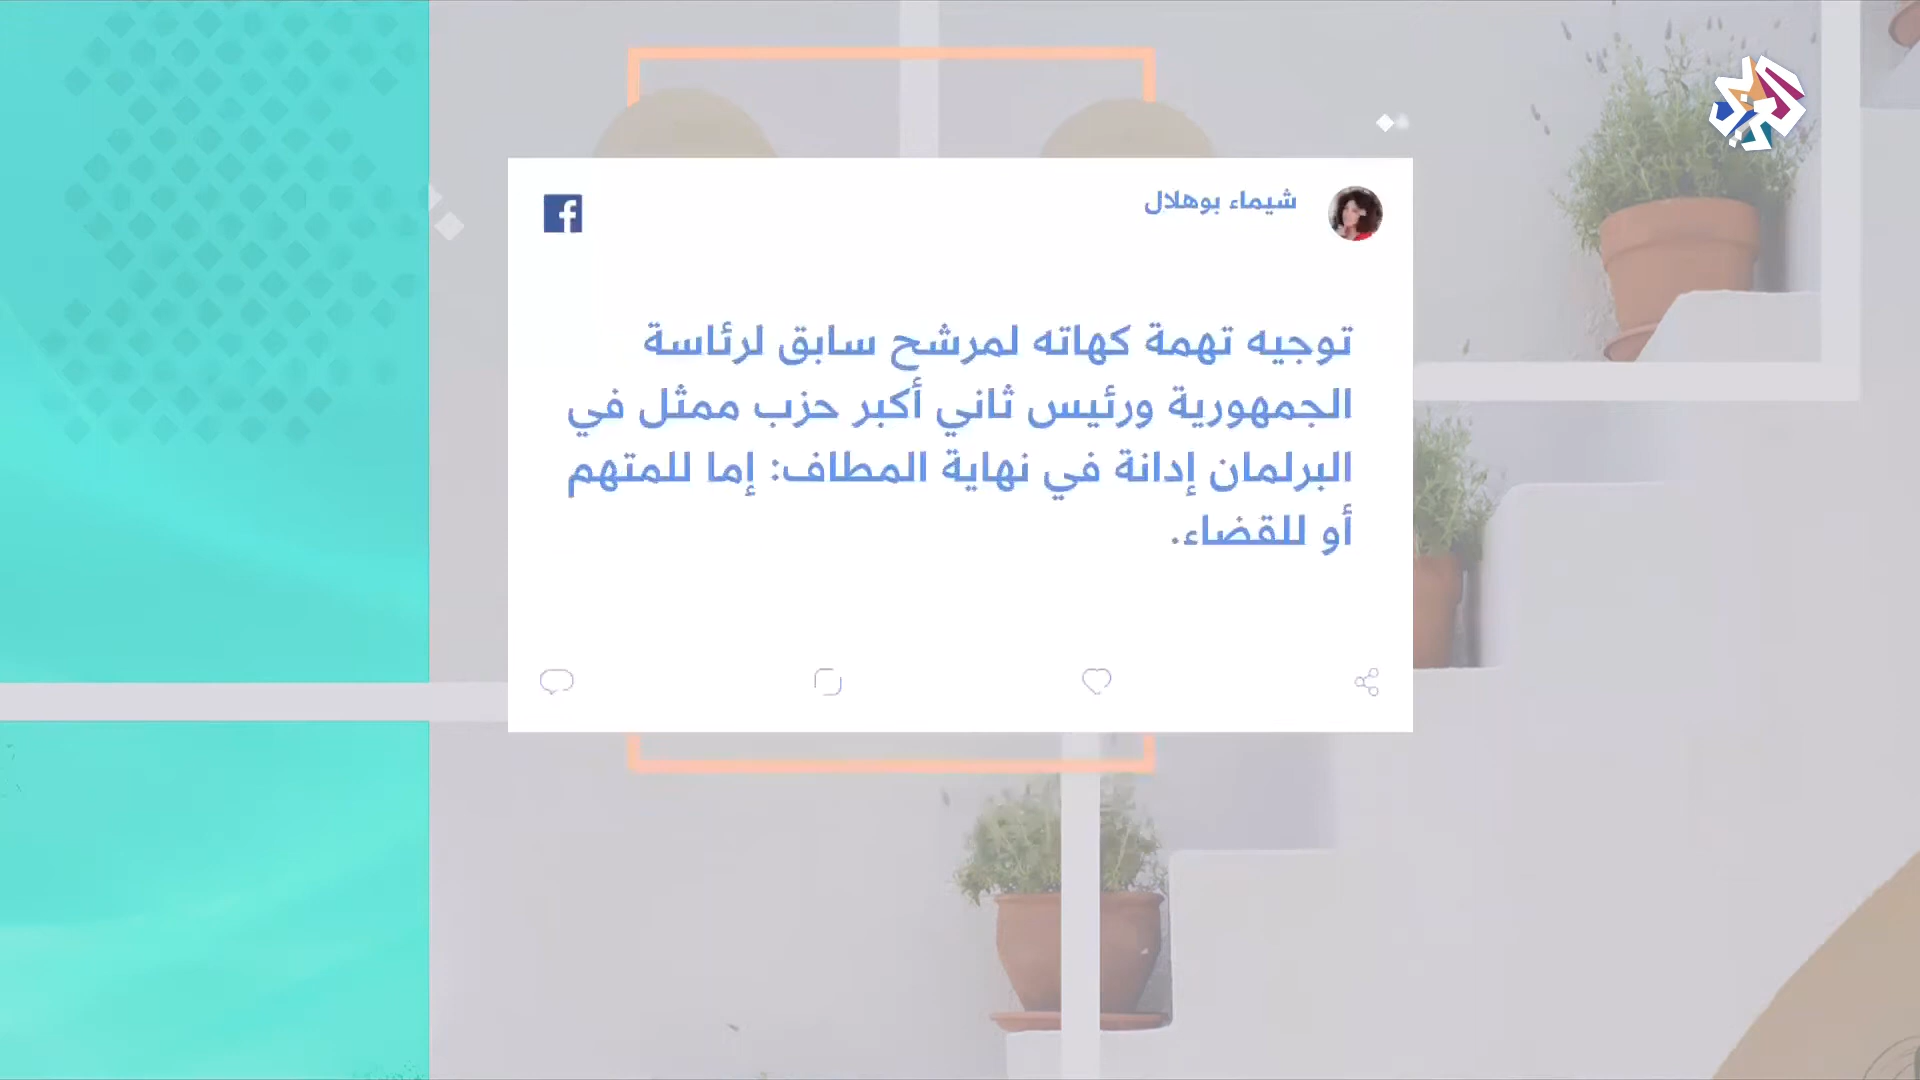 شيماء بوهلال
توجيه تهمة كهاته لمرشح سابق لرئاسة
الجمهورية ورئيس ثاني أكبر حزب ممثل في
البرلمان إدانة في نهاية المطاف: إما للمتهم
أو للقضاء.